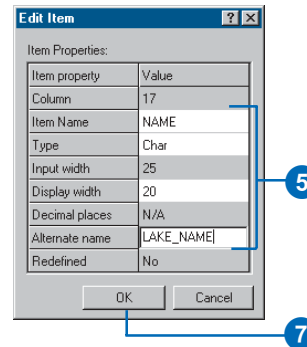 Edit Item ? X
Item Properties:
Item property Value
Column 17
Item Name NAME
Type Char
Input width 25
Display width 20
Decimal places N/A
Alternate name LAKE_NAME
Redefined No
5
OK Cancel
7